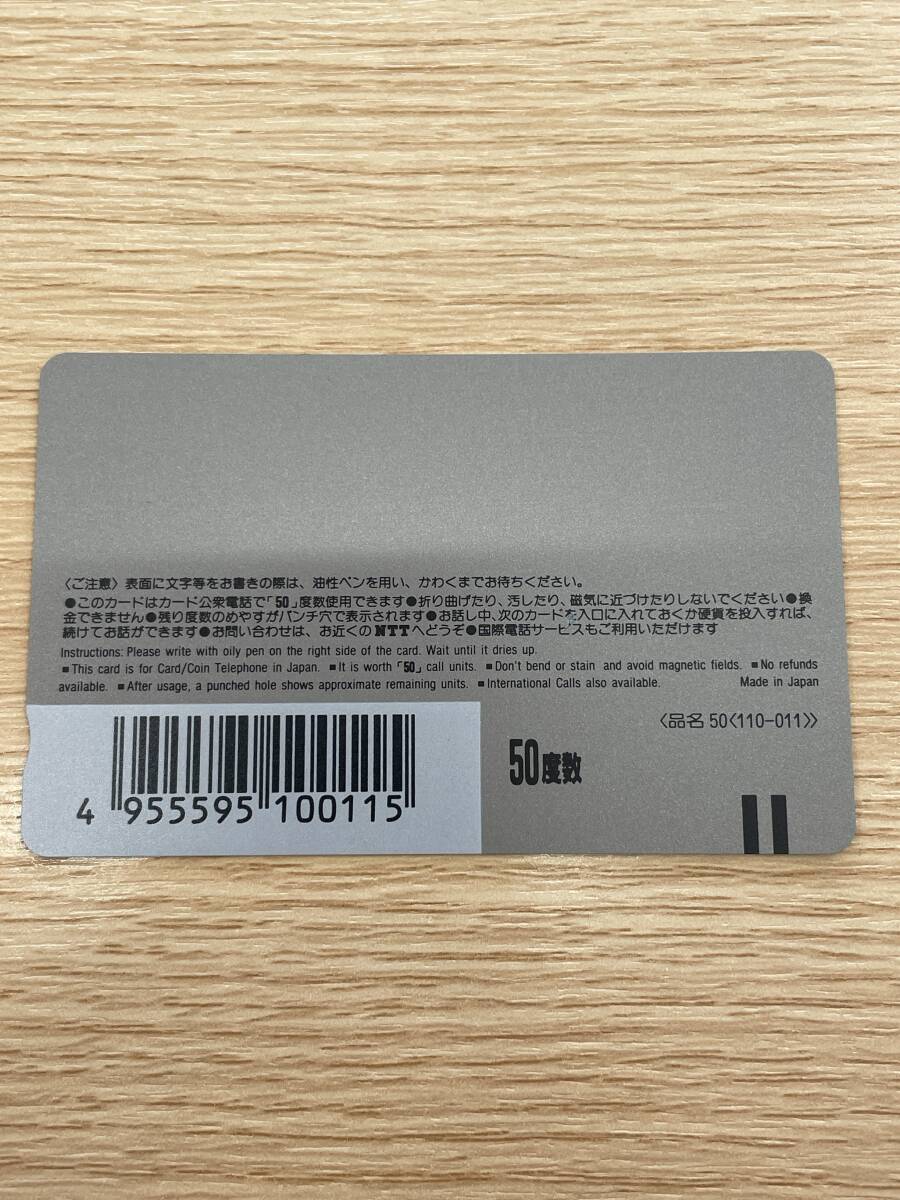 〈ご注意〉表面に文字等をお書きの際は、油性ペンを用い、かわくまでお待ちください。
●このカードはカード公衆電話で「50」度数使用できます●折り曲げたり、汚したり、磁気に近づけたりしないでください●換
金できません●残り度数のめやすがパンチ穴で表示されます●お話し中、次のカードを入口に入れておくか硬貨を投入すれば、
続けてお話ができます●お問い合わせは、お近くのNTTへどうぞ●国際電話サービスもご利用いただけます
Instructions: Please write with oily pen on the right side of the card. Wait until it dries up.
■This card is for Card/Coin Telephone in Japan. ■It is worth「50」call units. ■Don't bend or stain and avoid magnetic fields. ■No refunds
available. ■After usage, a punched hole shows approximate remaining units. ■International Calls also available. Made in Japan
〈品名 50〈110-011〉〉
50度数
4 955595 100115